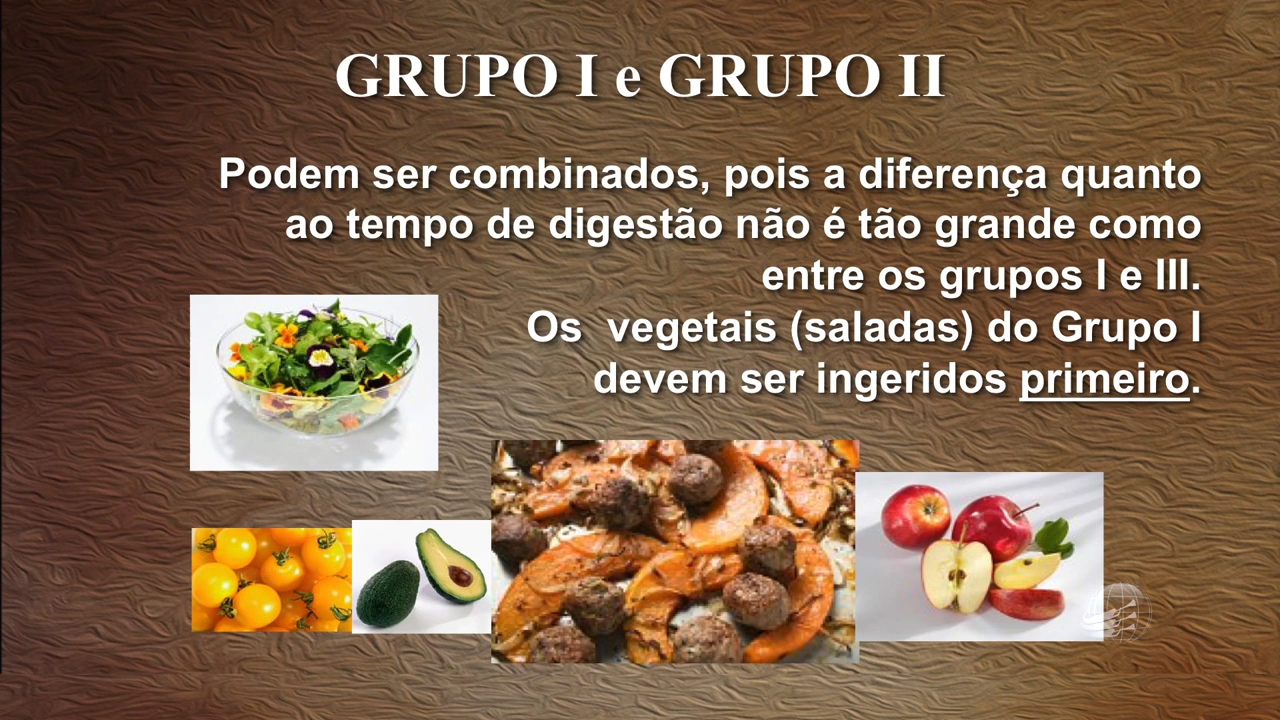 GRUPO I e GRUPO II
Podem ser combinados, pois a diferença quanto
ao tempo de digestão não é tão grande como
entre os grupos I e III.
Os  vegetais (saladas) do Grupo I
devem ser ingeridos primeiro.